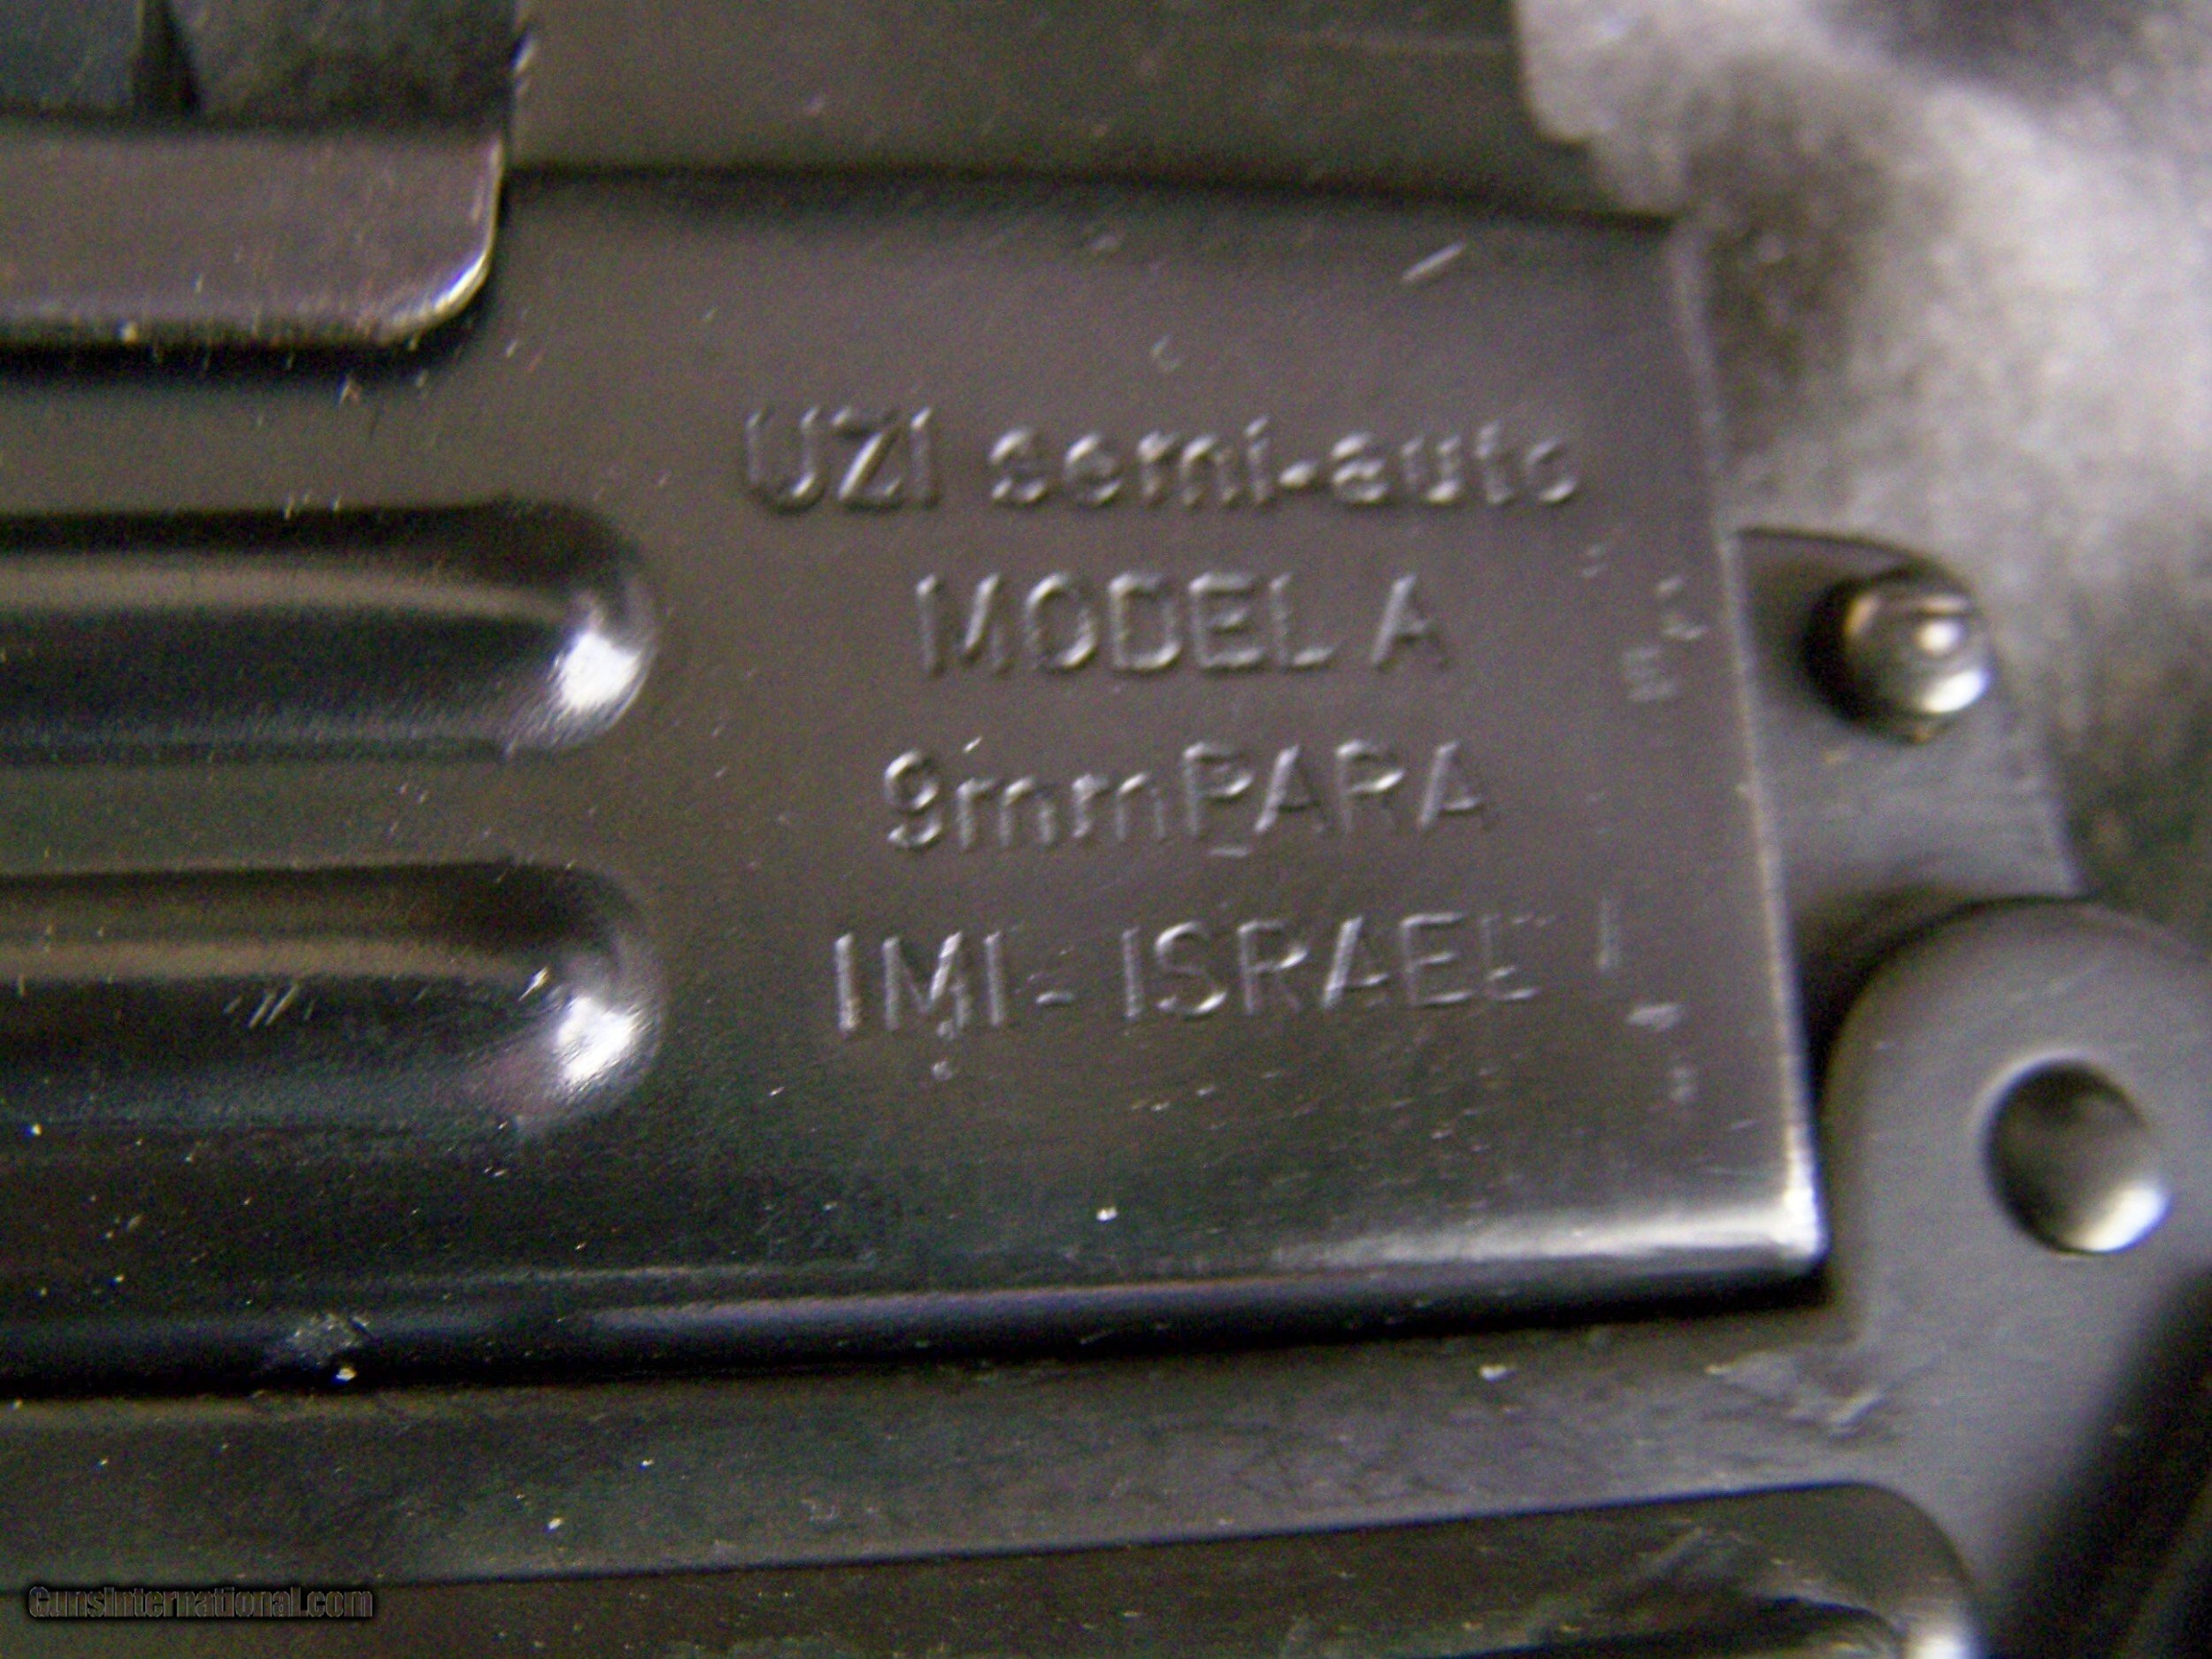 UZI semi-auto
MODEL A
9mmPARA
IMI - ISRAEL
GunsInternational.com